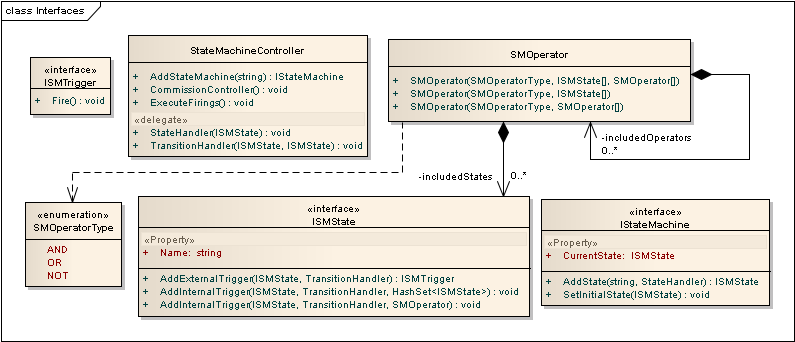 class Interfaces
«interface»
ISMTrigger
+ Fire() : void
StateMachineController
+ AddStateMachine(string) : IStateMachine
+ CommissionController() : void
+ ExecuteFirings() : void
«delegate»
+ StateHandler(ISMState) : void
+ TransitionHandler(ISMState, ISMState) : void
SMOperator
+ SMOperator(SMOperatorType, ISMState[], SMOperator[])
+ SMOperator(SMOperatorType, ISMState[])
+ SMOperator(SMOperatorType, SMOperator[])
-includedOperators
0..*
-includedStates
0..*
«enumeration»
SMOperatorType
AND
OR
NOT
«interface»
ISMState
«Property»
+ Name: string
+ AddExternalTrigger(ISMState, TransitionHandler) : ISMTrigger
+ AddInternalTrigger(ISMState, TransitionHandler, HashSet<ISMState>) : void
+ AddInternalTrigger(ISMState, TransitionHandler, SMOperator) : void
«interface»
IStateMachine
«Property»
+ CurrentState: ISMState
+ AddState(string, StateHandler) : ISMState
+ SetInitialState(ISMState) : void